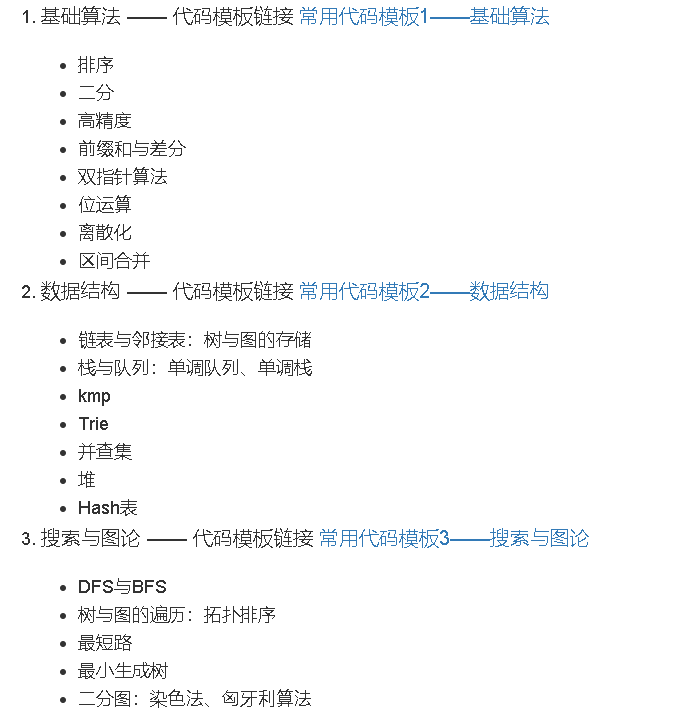 1. 基础算法 —— 代码模板链接 常用代码模板1——基础算法
• 排序
• 二分
• 高精度
• 前缀和与差分
• 双指针算法
• 位运算
• 离散化
• 区间合并
2. 数据结构 —— 代码模板链接 常用代码模板2——数据结构
• 链表与邻接表：树与图的存储
• 栈与队列：单调队列、单调栈
• kmp
• Trie
• 并查集
• 堆
• Hash表
3. 搜索与图论 —— 代码模板链接 常用代码模板3——搜索与图论
• DFS与BFS
• 树与图的遍历：拓扑排序
• 最短路
• 最小生成树
• 二分图：染色法、匈牙利算法